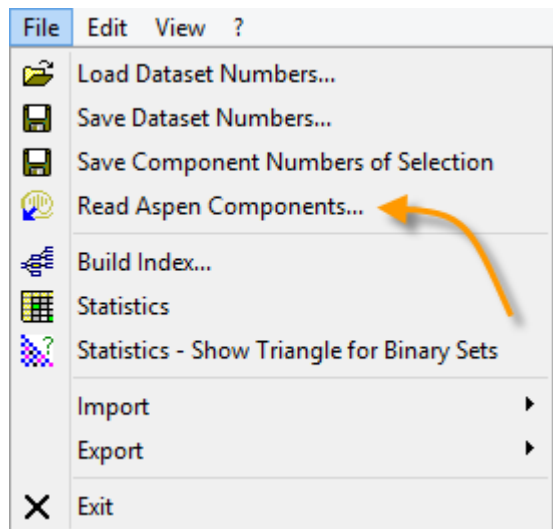 File Edit View ?
Load Dataset Numbers...
Save Dataset Numbers...
Save Component Numbers of Selection
Read Aspen Components...
Build Index...
Statistics
Statistics - Show Triangle for Binary Sets
Import
Export
Exit